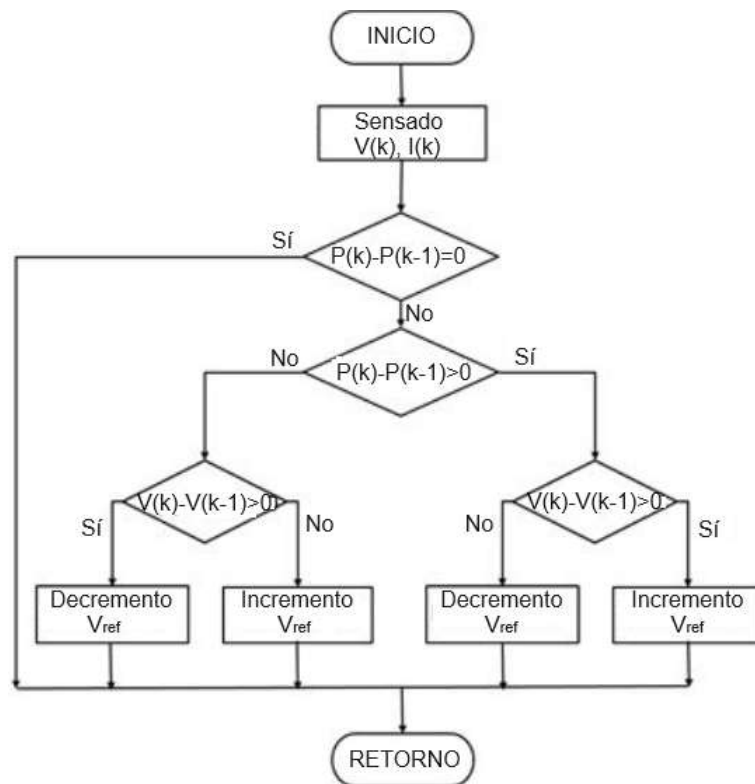 INICIO
Sensado
V(k), I(k)
Sí
P(k)-P(k-1)=0
No
No
P(k)-P(k-1)>0
Sí
V(k)-V(k-1)>0
V(k)-V(k-1)>0
Sí
No
No
Sí
Decremento
Vref
Incremento
Vref
Decremento
Vref
Incremento
Vref
RETORNO